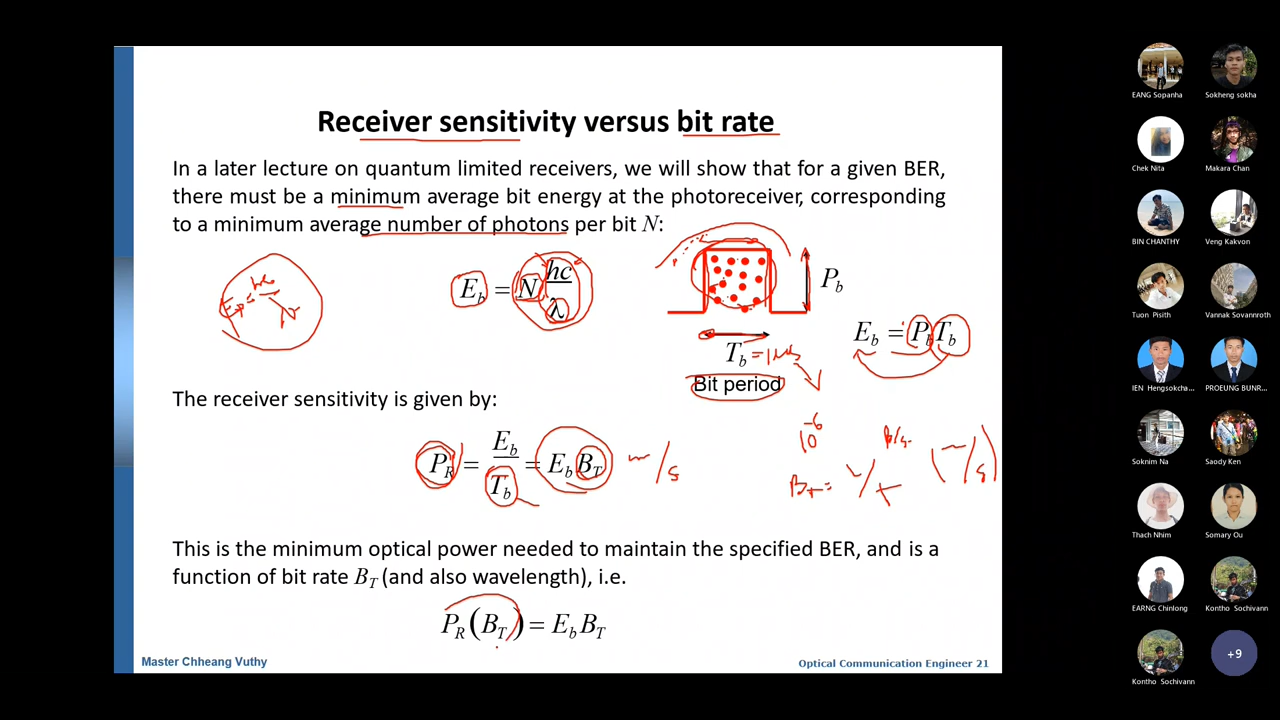 Receiver sensitivity versus bit rate
In a later lecture on quantum limited receivers, we will show that for a given BER,
there must be a minimum average bit energy at the photoreceiver, corresponding
to a minimum average number of photons per bit N:
E_b = N hc/λ
P_b
T_b
Bit period
E_b = P_b T_b
10^-6
The receiver sensitivity is given by:
P_R = E_b/T_b = E_b B_T
This is the minimum optical power needed to maintain the specified BER, and is a
function of bit rate B_T (and also wavelength), i.e.
P_R(B_T) = E_b B_T
Master Chheang Vuthy
Optical Communication Engineer 21
EANG Sopanha
Sokheng sokha
Chek Nita
Makara Chan
BIN CHANTHY
Veng Kakvon
Tuon Pisith
Vannak Sovannroth
IEN Hengsokcha...
PROEUNG BUNR...
Soknim Na
Saody Ken
Thach Nhim
Somary Ou
EARNG Chinlong
Kontho Sochivann
Kontho Sochivann
+9